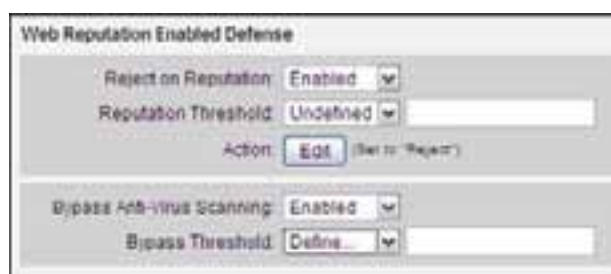 Web Reputation Enabled Defense
Reject on Reputation: Enabled
Reputation Threshold: Undefined
Action: Edit (Set to "Reject")
Bypass Anti-Virus Scanning: Enabled
Bypass Threshold: Define...